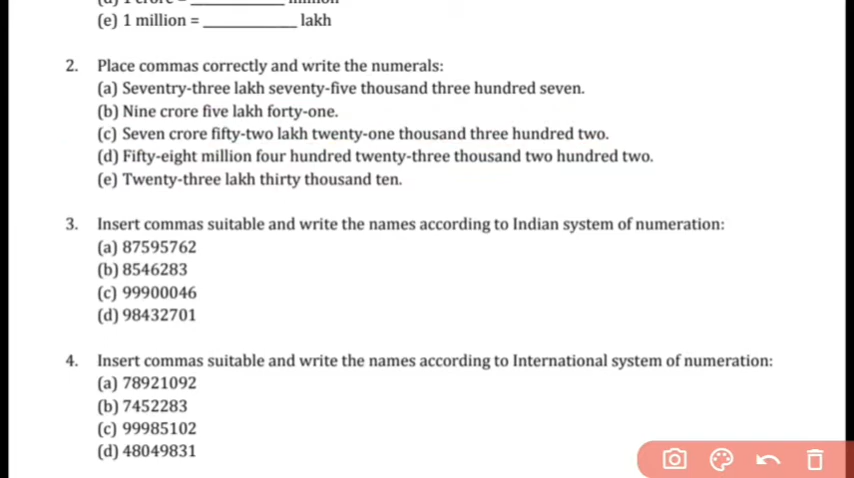 (e) 1 million = ____________ lakh
2. Place commas correctly and write the numerals:
(a) Seventry-three lakh seventy-five thousand three hundred seven.
(b) Nine crore five lakh forty-one.
(c) Seven crore fifty-two lakh twenty-one thousand three hundred two.
(d) Fifty-eight million four hundred twenty-three thousand two hundred two.
(e) Twenty-three lakh thirty thousand ten.
3. Insert commas suitable and write the names according to Indian system of numeration:
(a) 87595762
(b) 8546283
(c) 99900046
(d) 98432701
4. Insert commas suitable and write the names according to International system of numeration:
(a) 78921092
(b) 7452283
(c) 99985102
(d) 48049831